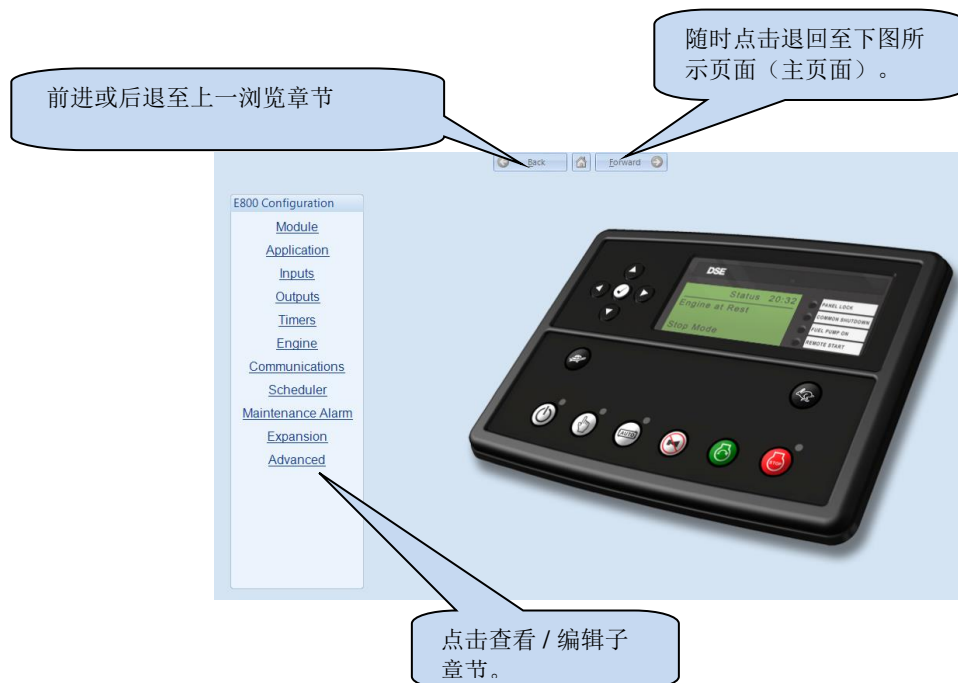 随时点击退回至下图所
示页面（主页面）。
前进或后退至上一浏览章节
Back
Forward
E800 Configuration
Module
Application
Inputs
Outputs
Timers
Engine
Communications
Scheduler
Maintenance Alarm
Expansion
Advanced
DSE
Status 20:32
Engine at Rest
Stop Mode
PANEL LOCK
COMMON SHUTDOWN
FUEL PUMP ON
REMOTE START
AUTO
STOP
点击查看 / 编辑子
章节。